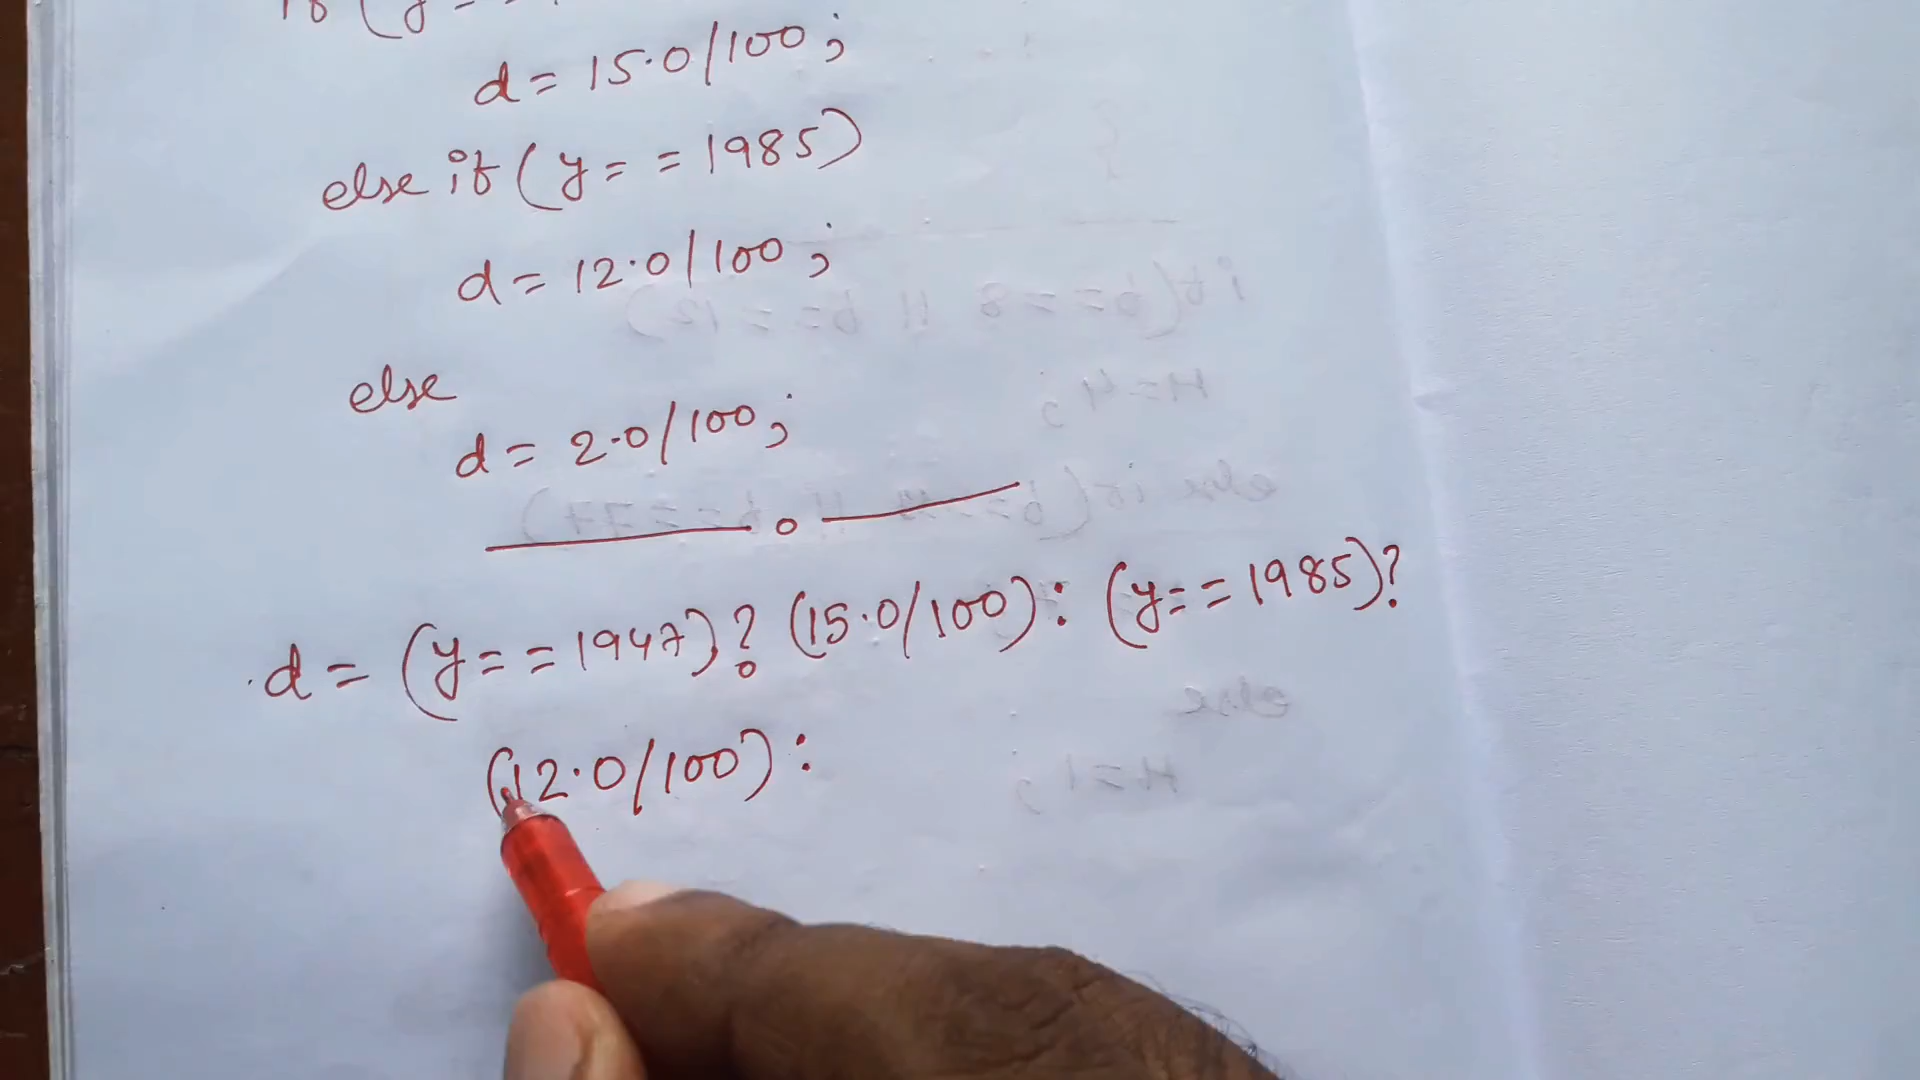 if (y =
d = 15.0/100;
else if (y = = 1985)
d = 12.0/100;
else
d = 2.0/100;
d = (y = = 1947)? (15.0/100): (y = = 1985)?
(12.0/100):